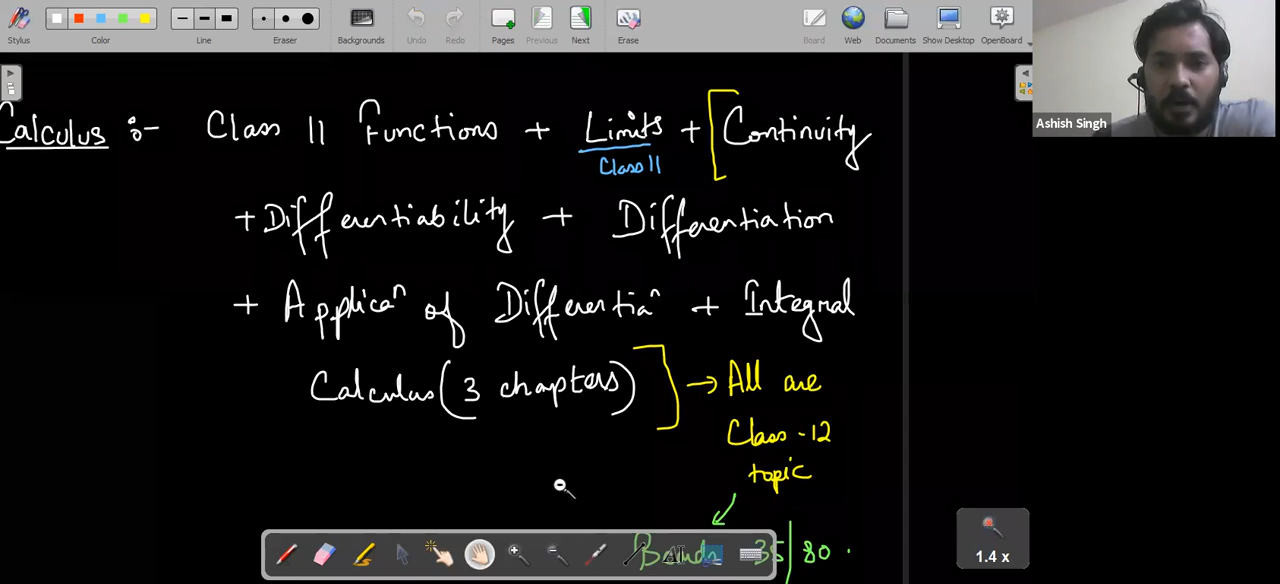 Stylus
Color
Line
Eraser
Backgrounds
Undo
Redo
Pages
Previous
Next
Erase
Board
Web
Documents
Show Desktop
OpenBoard
Ashish Singh
Calculus :- Class 11 Functions + Limits + [Continuity
Class 11
+ Differentiability + Differentiation
+ Applicaⁿ of Differentiaⁿ + Integral
Calculus (3 chapters)] → All are
Class-12
topic
35|80.
1.4 x